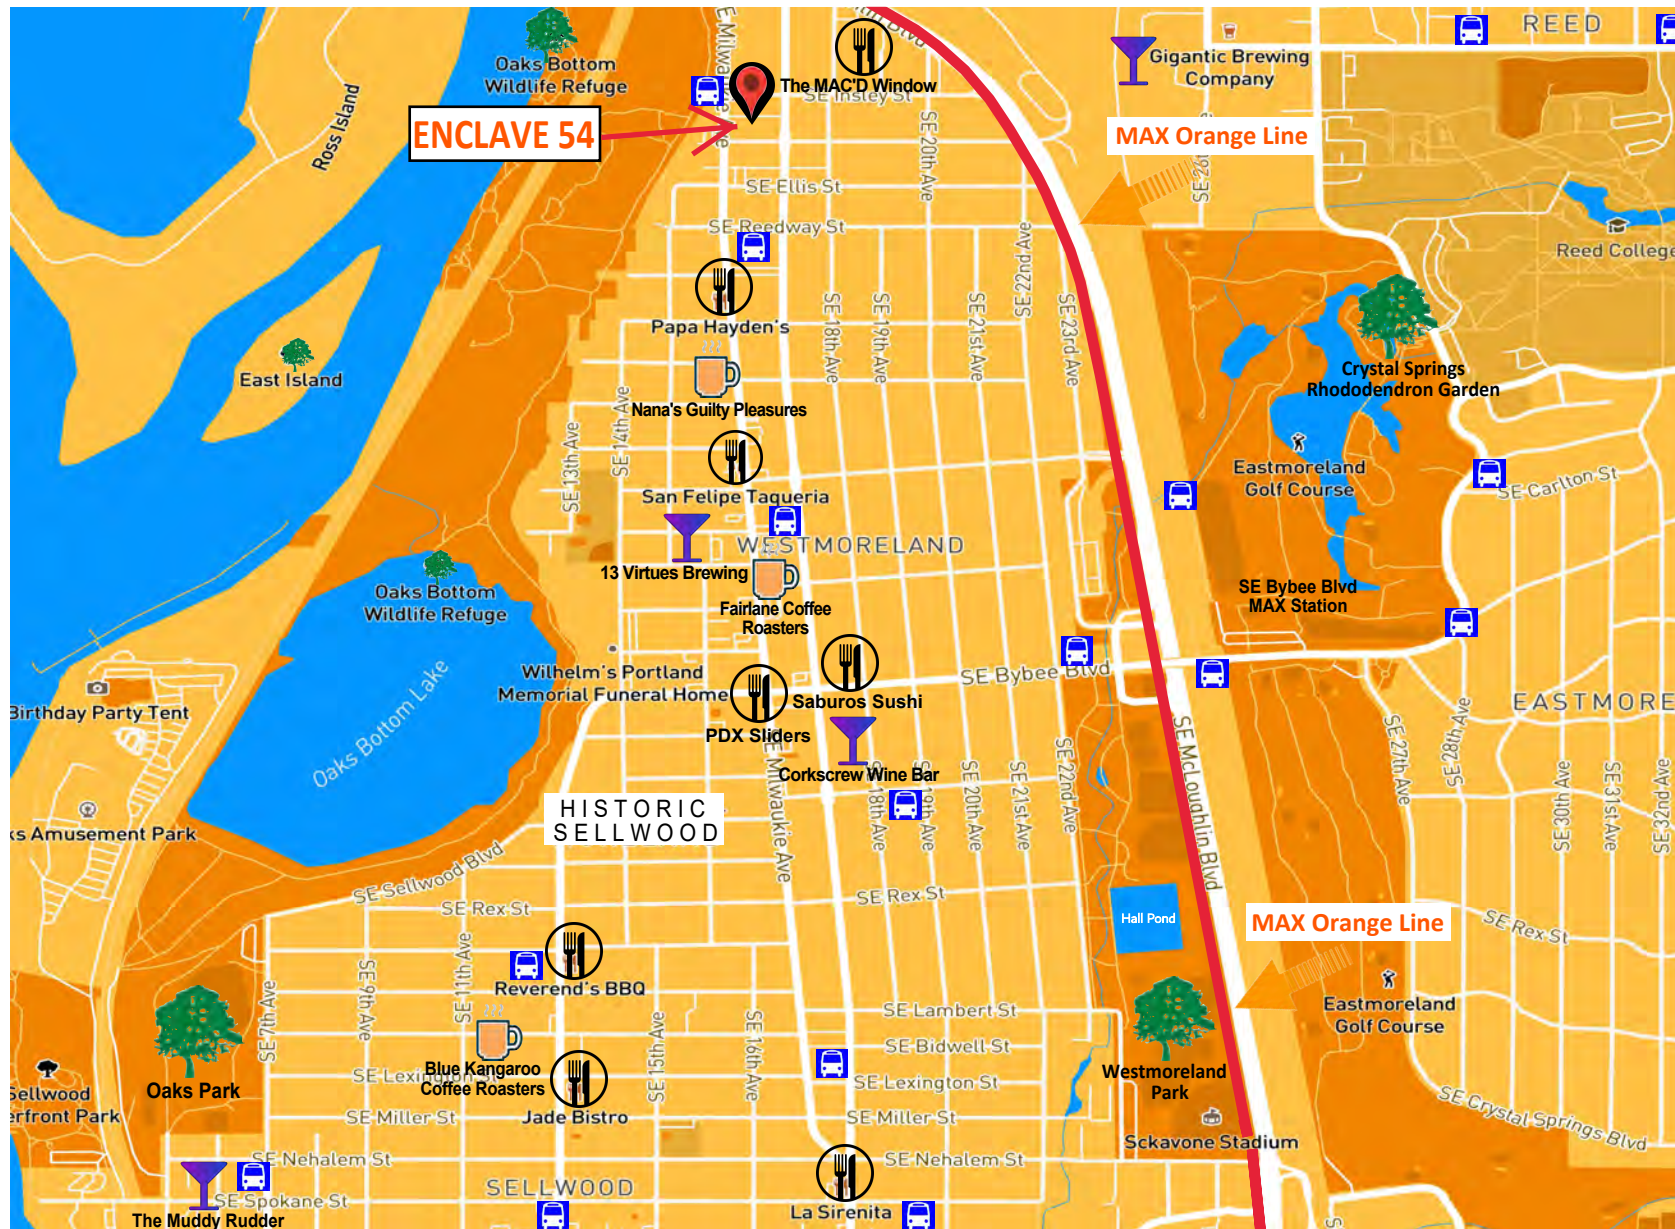 REED
Oaks Bottom
Wildlife Refuge
The MAC'D Window
Gigantic Brewing
Company
SE Insley St
ENCLAVE 54
Ross Island
MAX Orange Line
SE 20th Ave
SE Ellis St
SE Reedway St
SE 22nd Ave
Reed College
Papa Hayden's
SE 18th Ave
SE 19th Ave
SE 21st Ave
SE 23rd Ave
East Island
Crystal Springs
Rhododendron Garden
Nana's Guilty Pleasures
SE 14th Ave
SE 13th Ave
Eastmoreland
Golf Course
SE Carlton St
San Felipe Taqueria
WESTMORELAND
13 Virtues Brewing
Oaks Bottom
Wildlife Refuge
Fairlane Coffee
Roasters
SE Bybee Blvd
MAX Station
Wilhelm's Portland
Memorial Funeral Home
SE Bybee Blvd
Saburos Sushi
PDX Sliders
Birthday Party Tent
Oaks Bottom Lake
EASTMORE
Corkscrew Wine Bar
SE Milwaukie Ave
SE McLoughlin Blvd
SE 18th Ave
SE 19th Ave
SE 20th Ave
SE 21st Ave
SE 22nd Ave
SE 27th Ave
SE 28th Ave
SE 30th Ave
SE 31st Ave
SE 32nd Ave
HISTORIC
SELLWOOD
ks Amusement Park
SE Sellwood Blvd
SE Rex St
SE Rex St
SE Rex St
Hall Pond
MAX Orange Line
SE 7th Ave
SE 9th Ave
SE 11th Ave
Reverend's BBQ
SE 15th Ave
SE 16th Ave
SE Lambert St
Eastmoreland
Golf Course
SE Bidwell St
Blue Kangaroo
Coffee Roasters
SE Lexington St
SE Lexington St
Westmoreland
Park
Oaks Park
Sellwood
erfront Park
SE Miller St
Jade Bistro
SE Miller St
Sckavone Stadium
SE Crystal Springs Blvd
SE Nehalem St
SE Nehalem St
SELLWOOD
SE Spokane St
The Muddy Rudder
La Sirenita